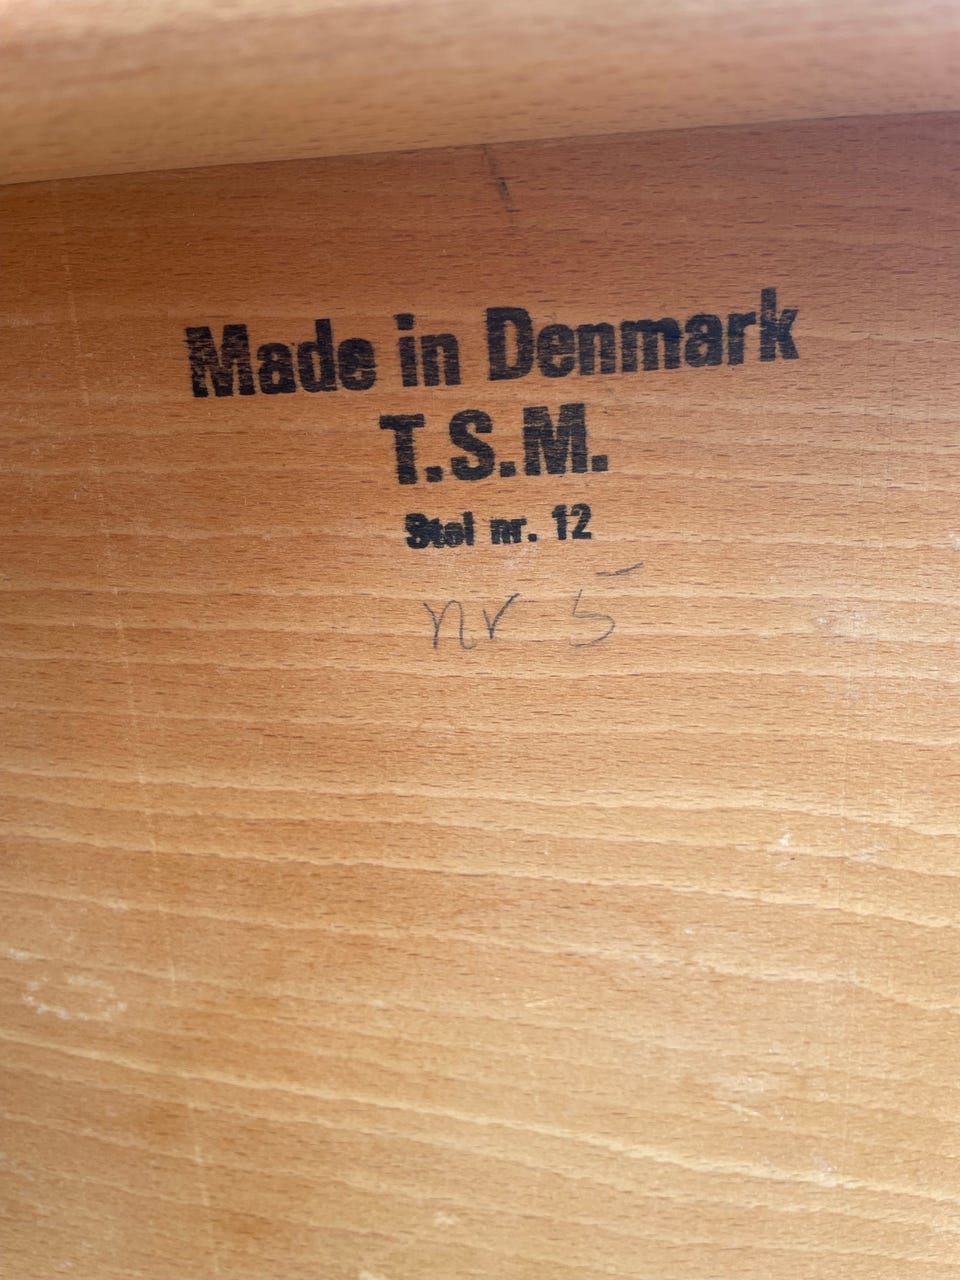 Made in Denmark
T.S.M.
Stol nr. 12
nr 5